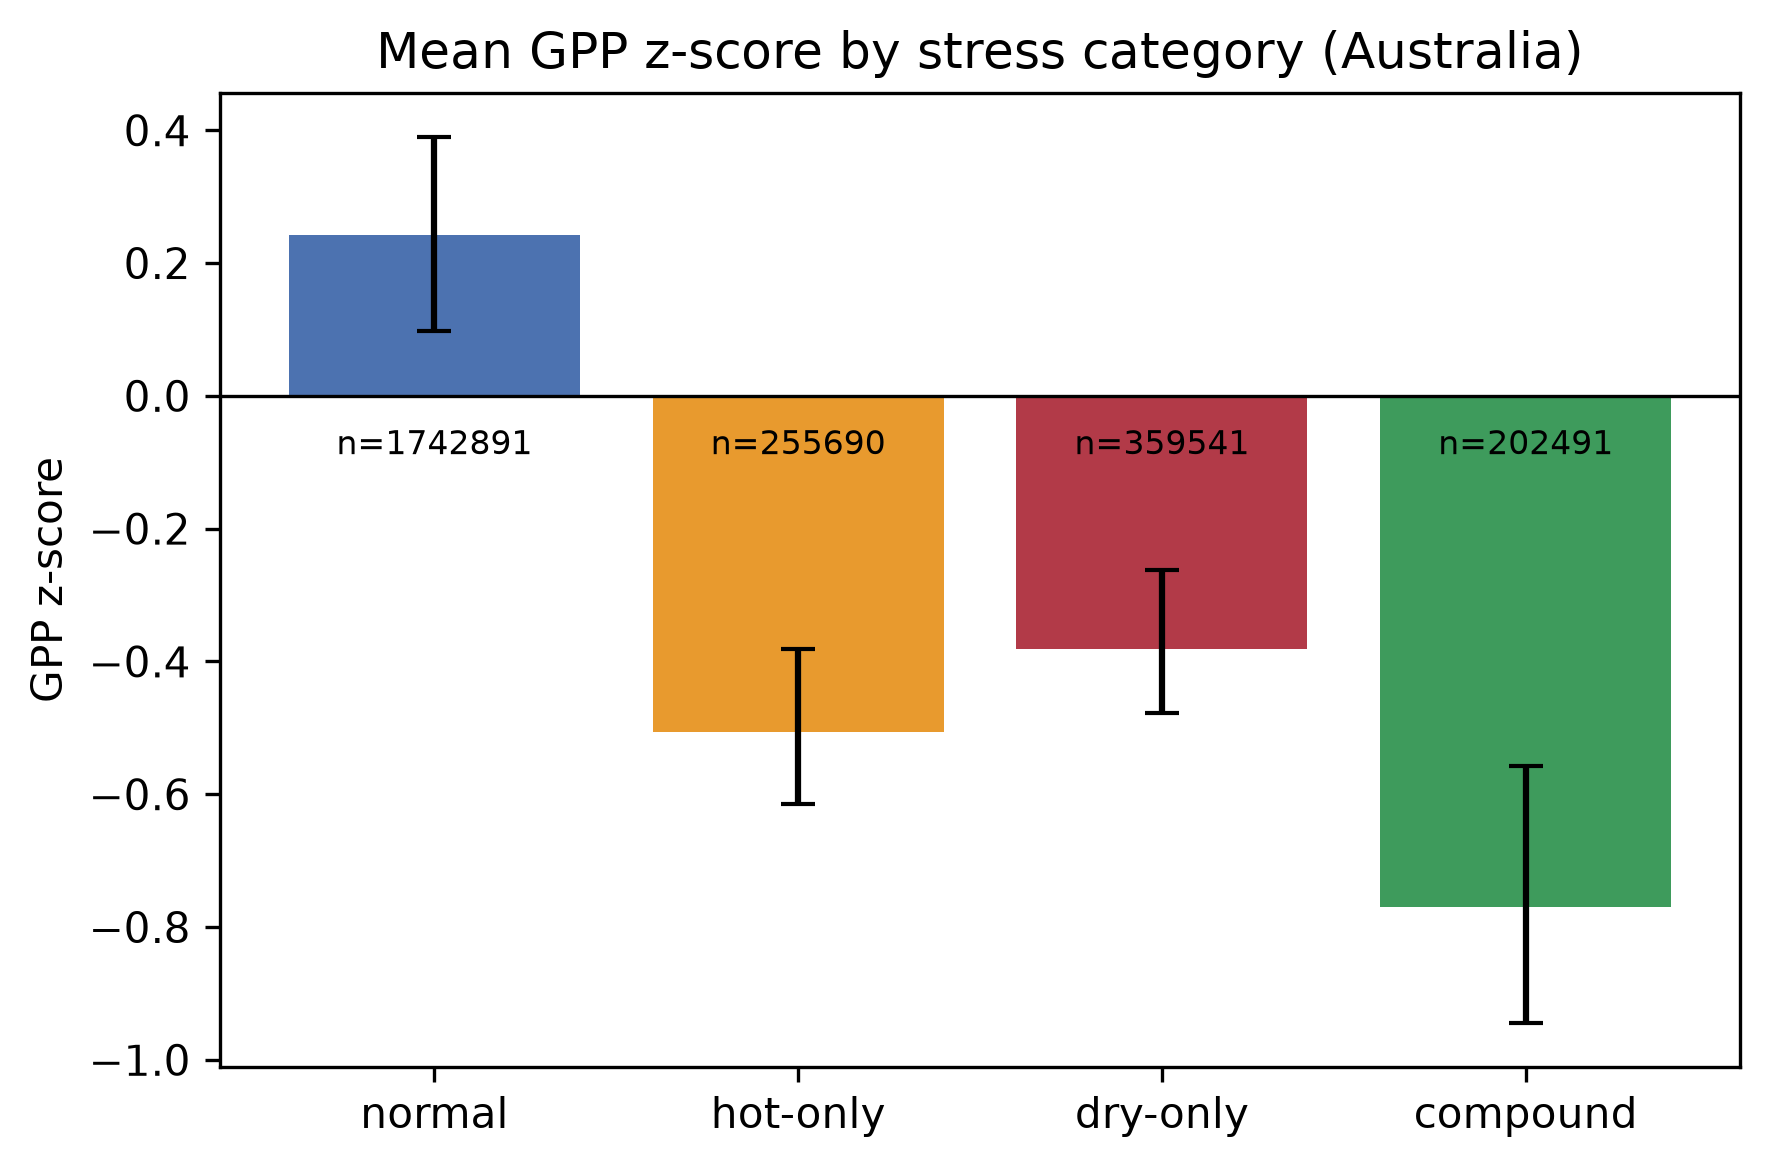 Mean GPP z-score by stress category (Australia)
GPP z-score
0.4
0.2
0.0
−0.2
−0.4
−0.6
−0.8
−1.0
n=1742891
n=255690
n=359541
n=202491
normal
hot-only
dry-only
compound